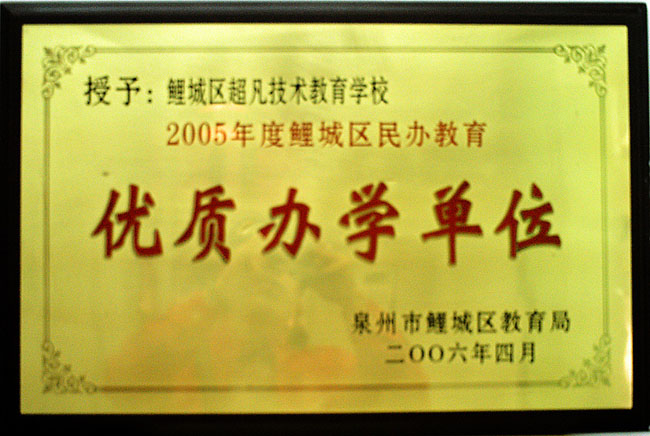 授予：鲤城区超凡技术教育学校
2005年度鲤城区民办教育
优质办学单位
泉州市鲤城区教育局
二〇〇六年四月